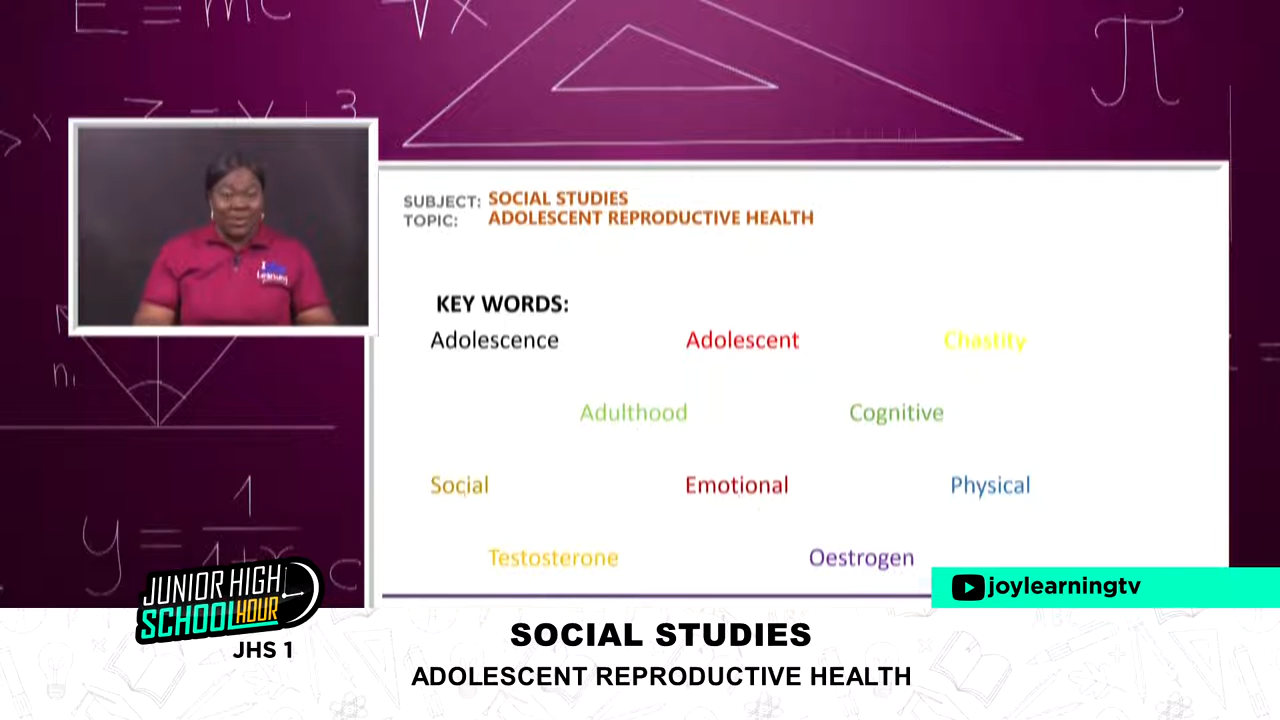 E = mc
√x
π
SUBJECT: SOCIAL STUDIES
TOPIC: ADOLESCENT REPRODUCTIVE HEALTH
KEY WORDS:
Adolescence Adolescent Chastity
Adulthood Cognitive
Social Emotional Physical
Testosterone Oestrogen
joylearningtv
JUNIOR HIGH
SCHOOL HOUR
JHS 1
SOCIAL STUDIES
ADOLESCENT REPRODUCTIVE HEALTH